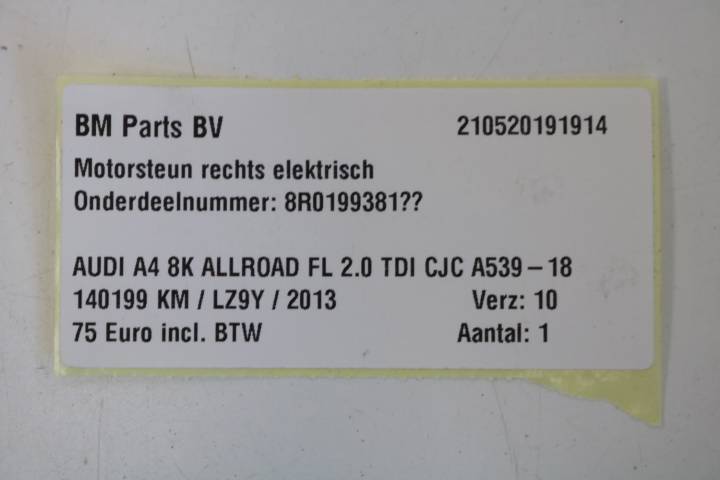 BM Parts BV 210520191914
Motorsteun rechts elektrisch
Onderdeelnummer: 8R0199381??
AUDI A4 8K ALLROAD FL 2.0 TDI CJC A539-18
140199 KM / LZ9Y / 2013 Verz: 10
75 Euro incl. BTW Aantal: 1